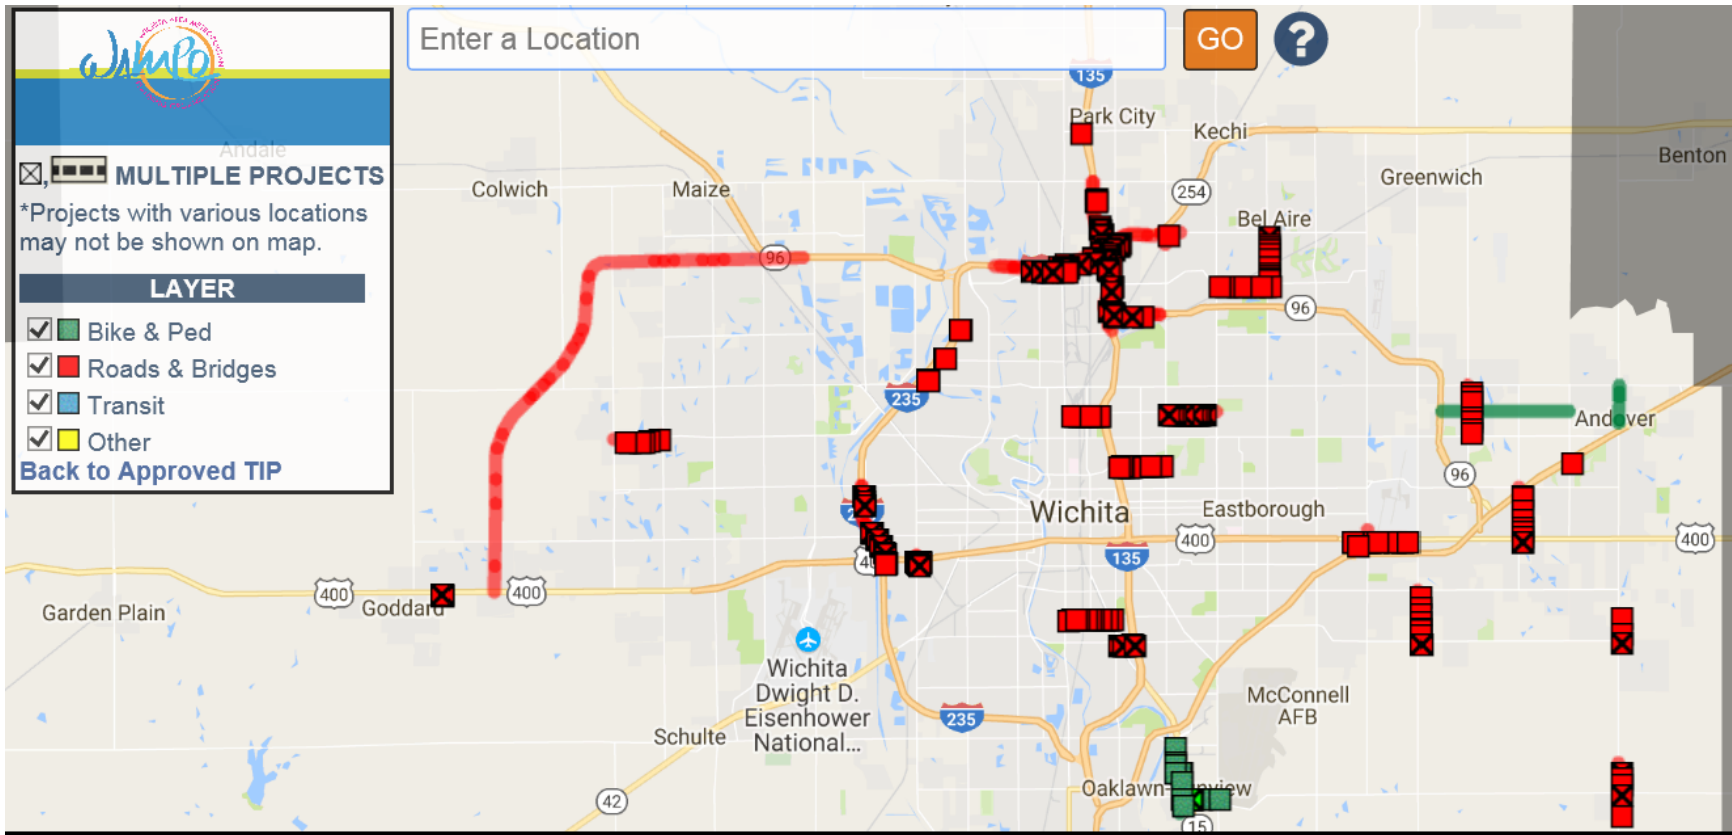 WAMPO
Enter a Location
GO
?
Andale
MULTIPLE PROJECTS
*Projects with various locations
may not be shown on map.
LAYER
Bike & Ped
Roads & Bridges
Transit
Other
Back to Approved TIP
135
Park City
Kechi
Benton
Colwich
Maize
254
Greenwich
Bel Aire
96
96
235
Andover
96
Wichita
Eastborough
400
400
135
400
Goddard
400
Garden Plain
Wichita
Dwight D.
Eisenhower
National...
McConnell
AFB
235
Schulte
Oaklawn-Sunview
42
15